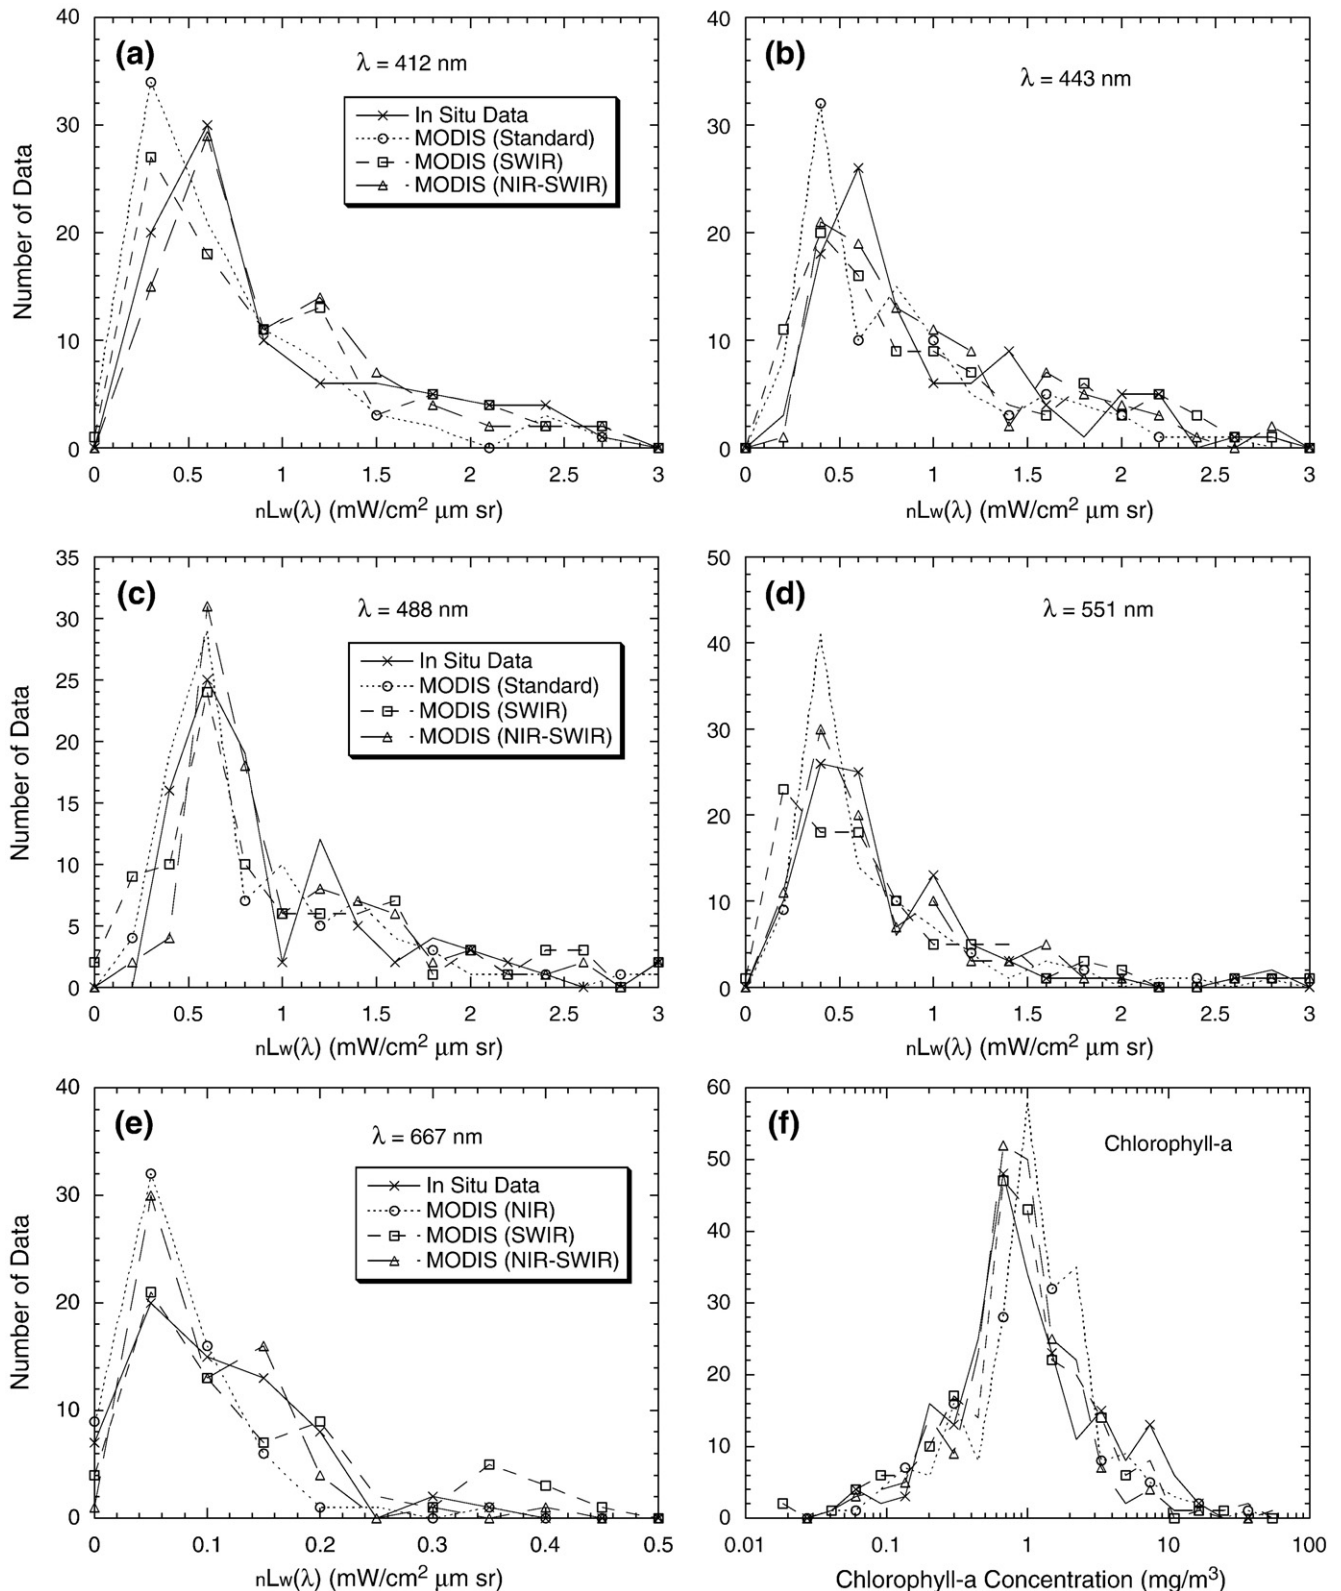 (a)
λ = 412 nm
In Situ Data
MODIS (Standard)
MODIS (SWIR)
MODIS (NIR-SWIR)
Number of Data
40
30
20
10
0
0 0.5 1 1.5 2 2.5 3
nLw(λ) (mW/cm² μm sr)
(b)
λ = 443 nm
40
30
20
10
0
0 0.5 1 1.5 2 2.5 3
nLw(λ) (mW/cm² μm sr)
(c)
λ = 488 nm
In Situ Data
MODIS (Standard)
MODIS (SWIR)
MODIS (NIR-SWIR)
Number of Data
35
30
25
20
15
10
5
0
0 0.5 1 1.5 2 2.5 3
nLw(λ) (mW/cm² μm sr)
(d)
λ = 551 nm
50
40
30
20
10
0
0 0.5 1 1.5 2 2.5 3
nLw(λ) (mW/cm² μm sr)
(e)
λ = 667 nm
In Situ Data
MODIS (NIR)
MODIS (SWIR)
MODIS (NIR-SWIR)
Number of Data
40
30
20
10
0
0 0.1 0.2 0.3 0.4 0.5
nLw(λ) (mW/cm² μm sr)
(f)
Chlorophyll-a
60
50
40
30
20
10
0
0.01 0.1 1 10 100
Chlorophyll-a Concentration (mg/m³)